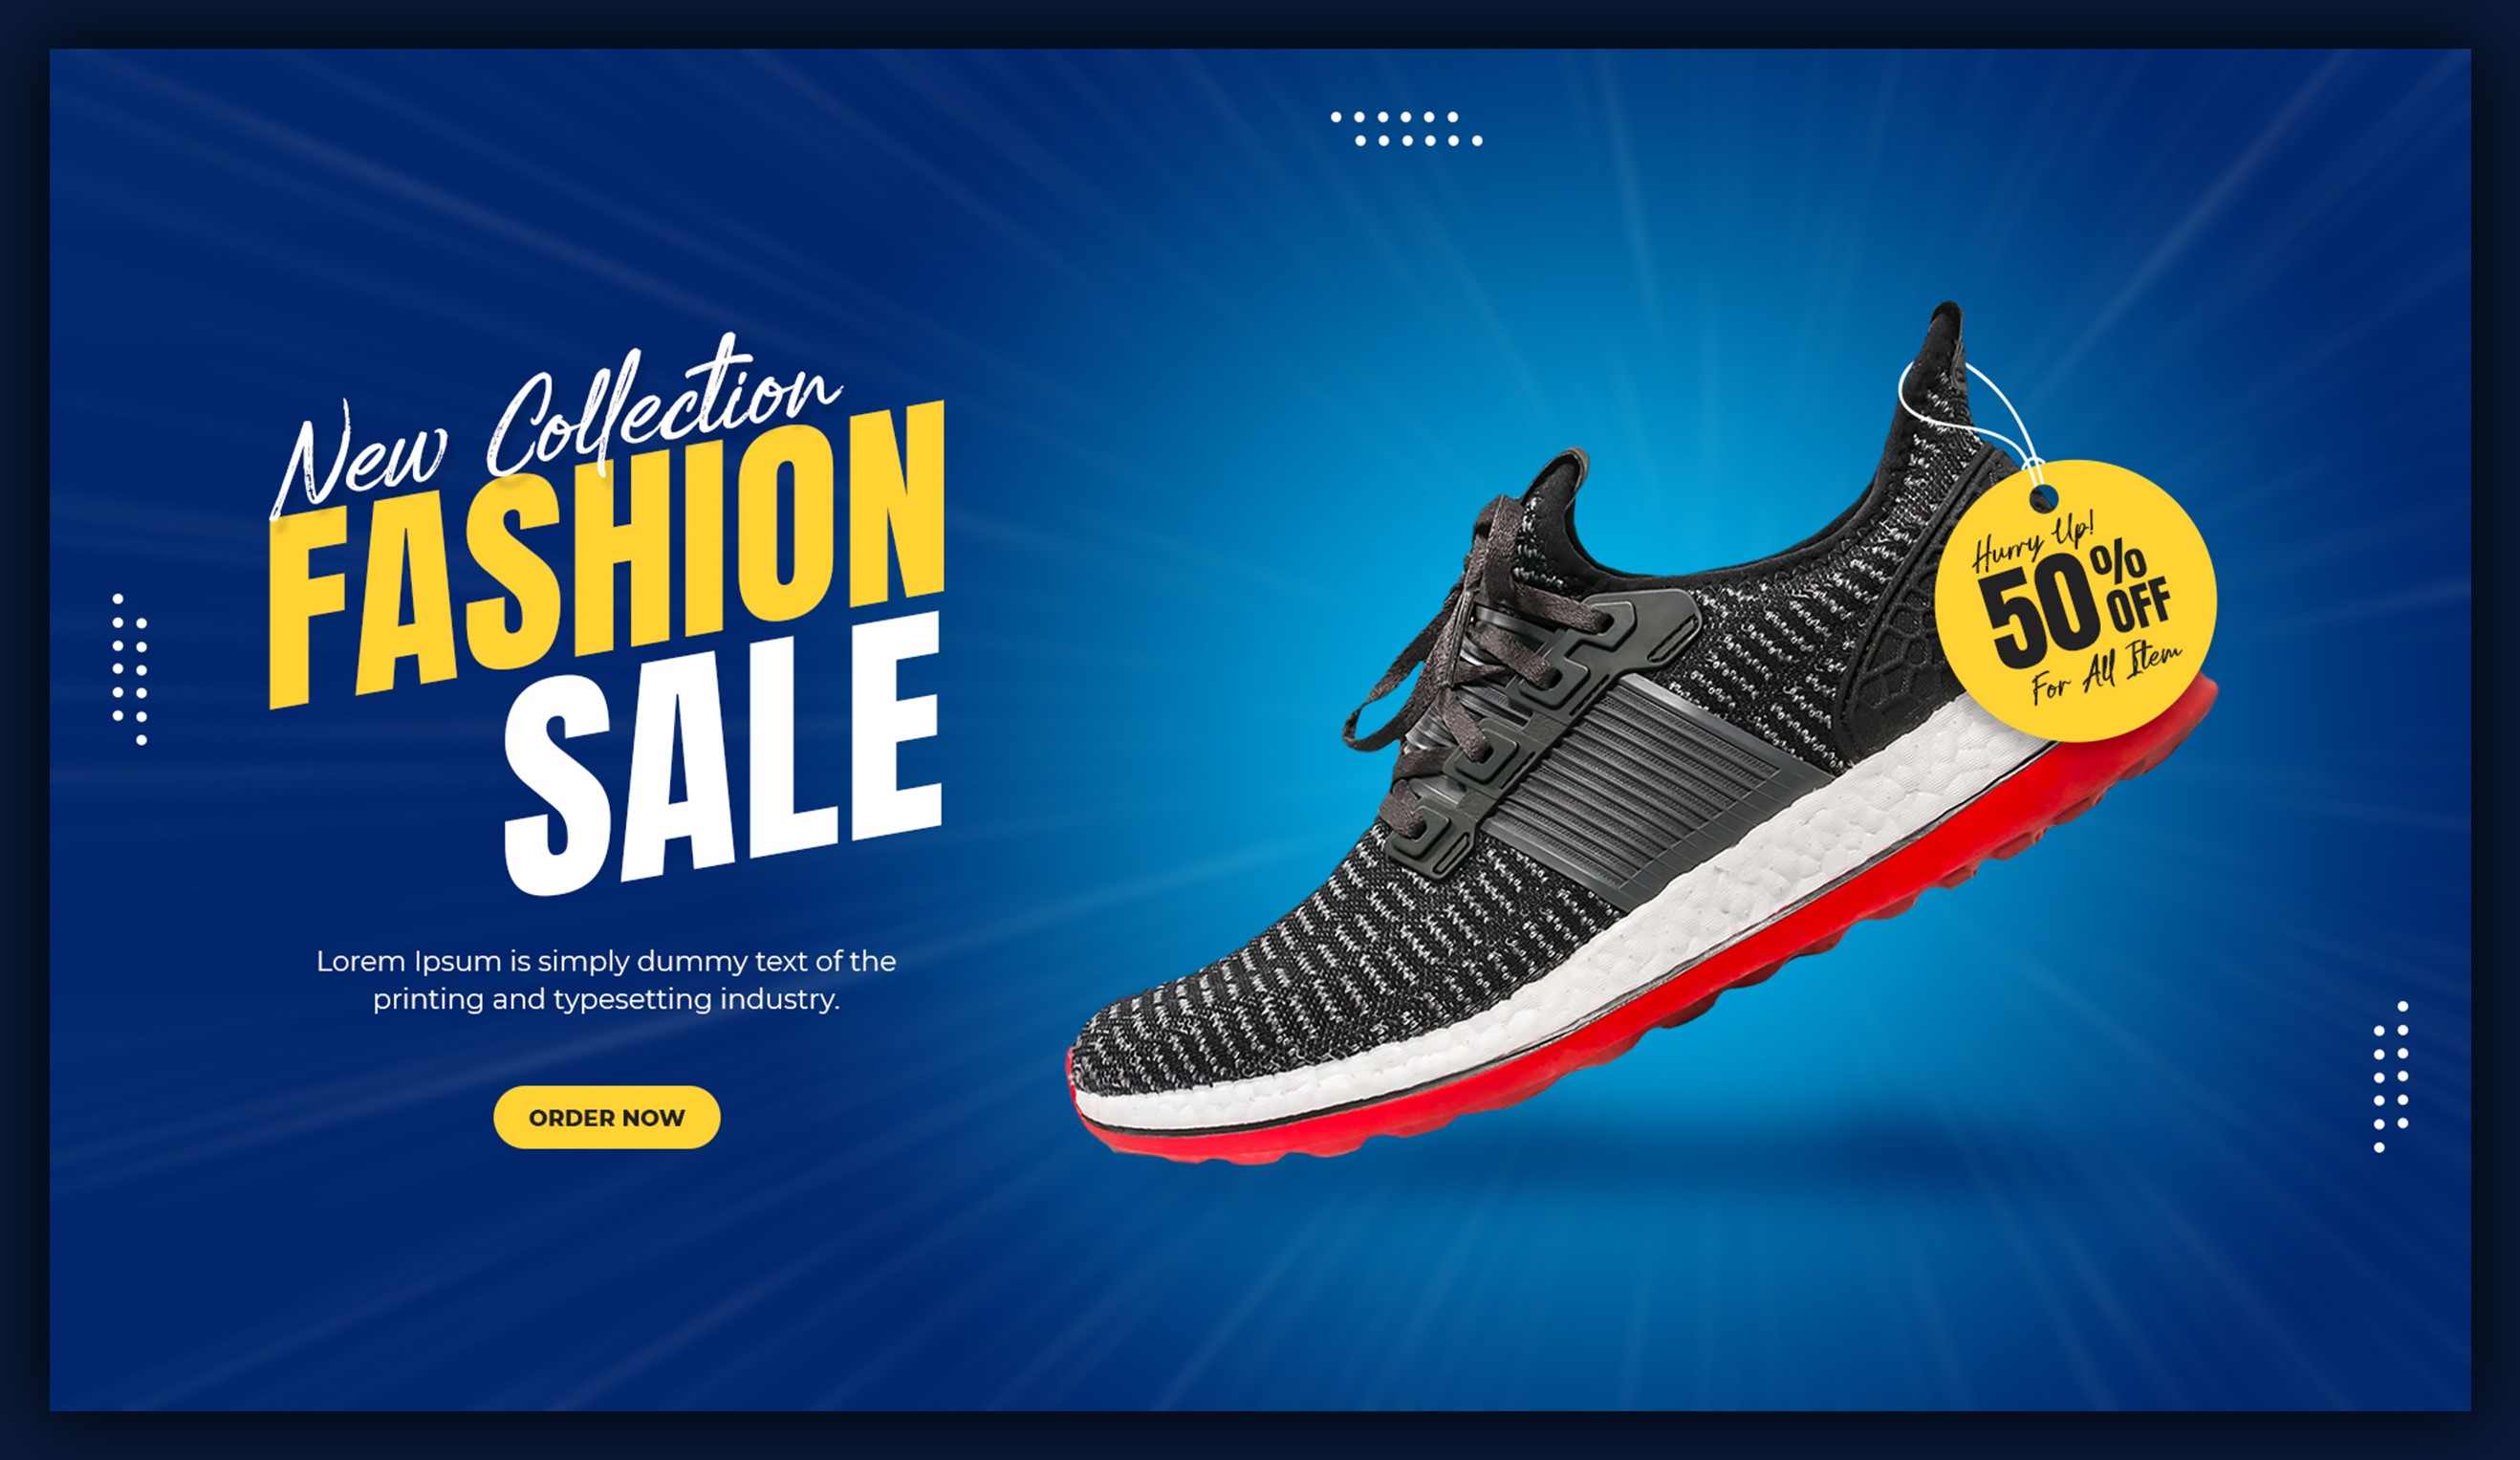 New Collection
FASHION
SALE
Lorem Ipsum is simply dummy text of the
printing and typesetting industry.
ORDER NOW
Hurry Up!
50%
OFF
For All Item